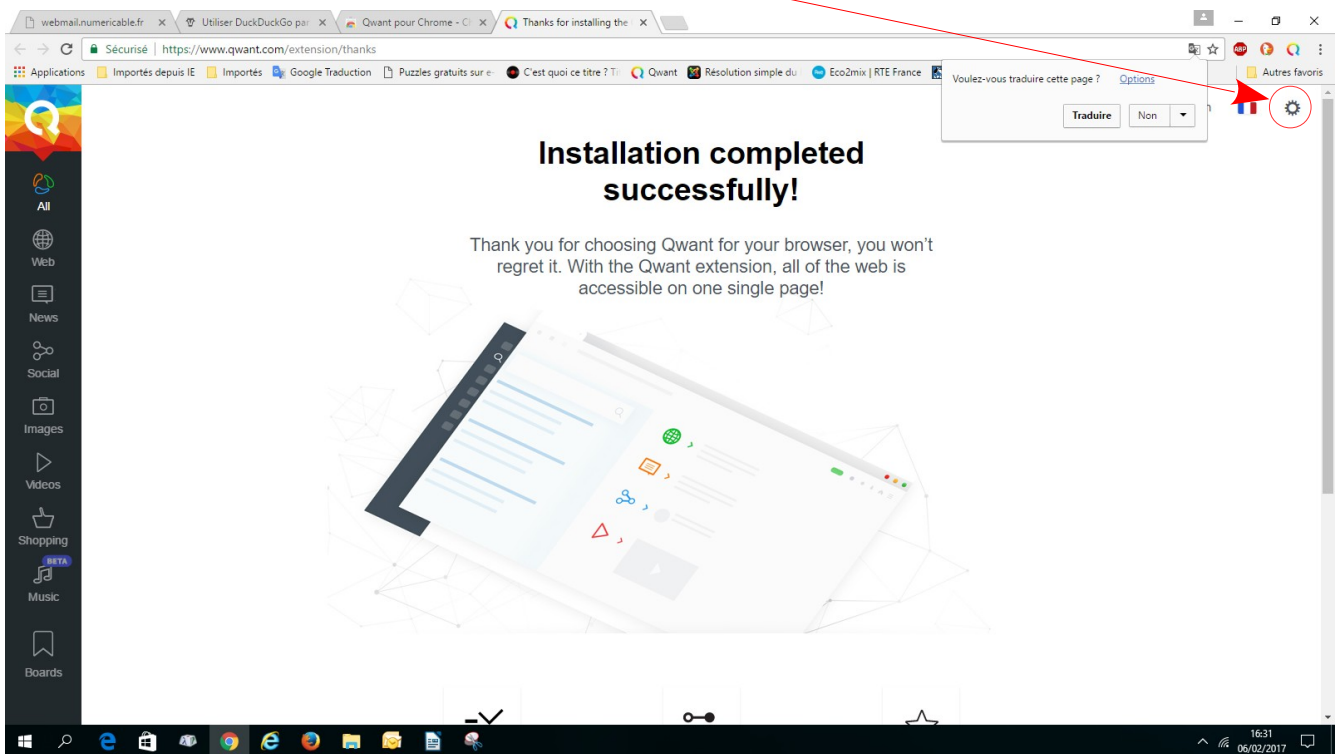 webmail.numericable.fr
Utiliser DuckDuckGo par
Qwant pour Chrome - Ch
Thanks for installing the
Sécurisé | https://www.qwant.com/extension/thanks
ABP
Applications
Importés depuis IE
Importés
Google Traduction
Puzzles gratuits sur e-
C'est quoi ce titre ? Ti
Qwant
Résolution simple du
Eco2mix | RTE France
Autres favoris
Voulez-vous traduire cette page ? Options
Traduire Non
Installation completed
successfully!
Thank you for choosing Qwant for your browser, you won't
regret it. With the Qwant extension, all of the web is
accessible on one single page!
All
Web
News
Social
Images
Videos
Shopping
BETA
Music
Boards
16:31
06/02/2017